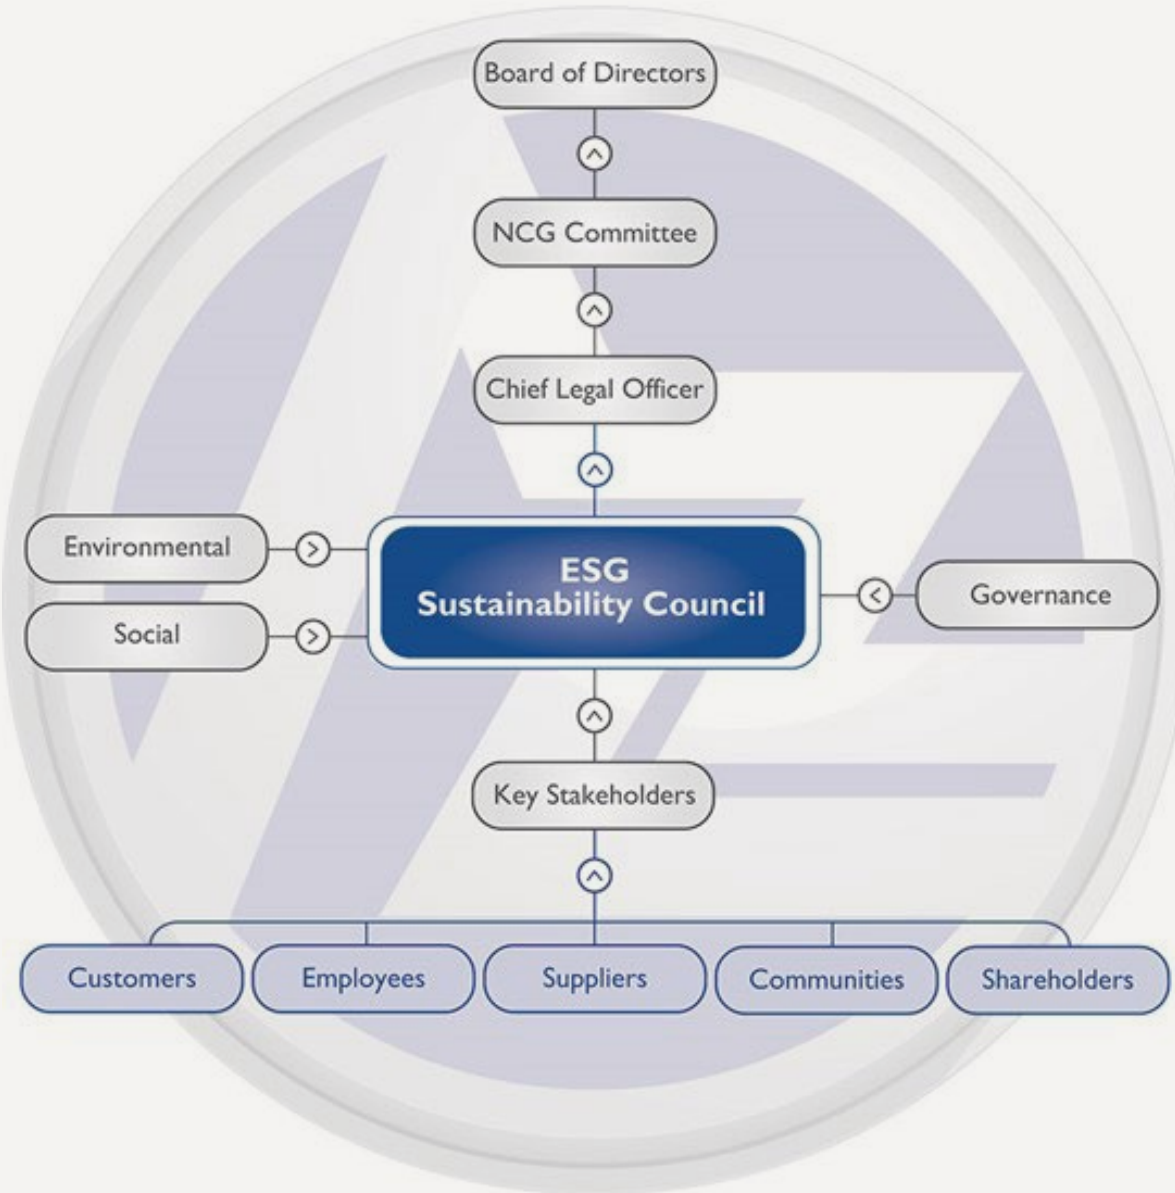 Board of Directors
NCG Committee
Chief Legal Officer
Environmental
Social
ESG
Sustainability Council
Governance
Key Stakeholders
Customers
Employees
Suppliers
Communities
Shareholders